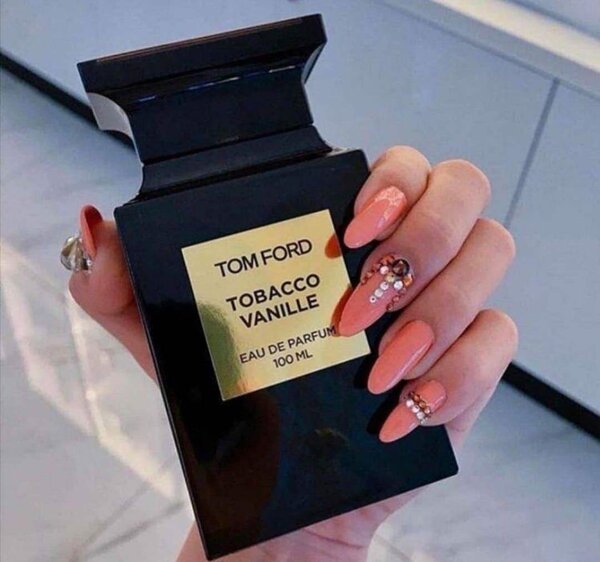 TOM FORD
TOBACCO
VANILLE
EAU DE PARFUM
100 ML